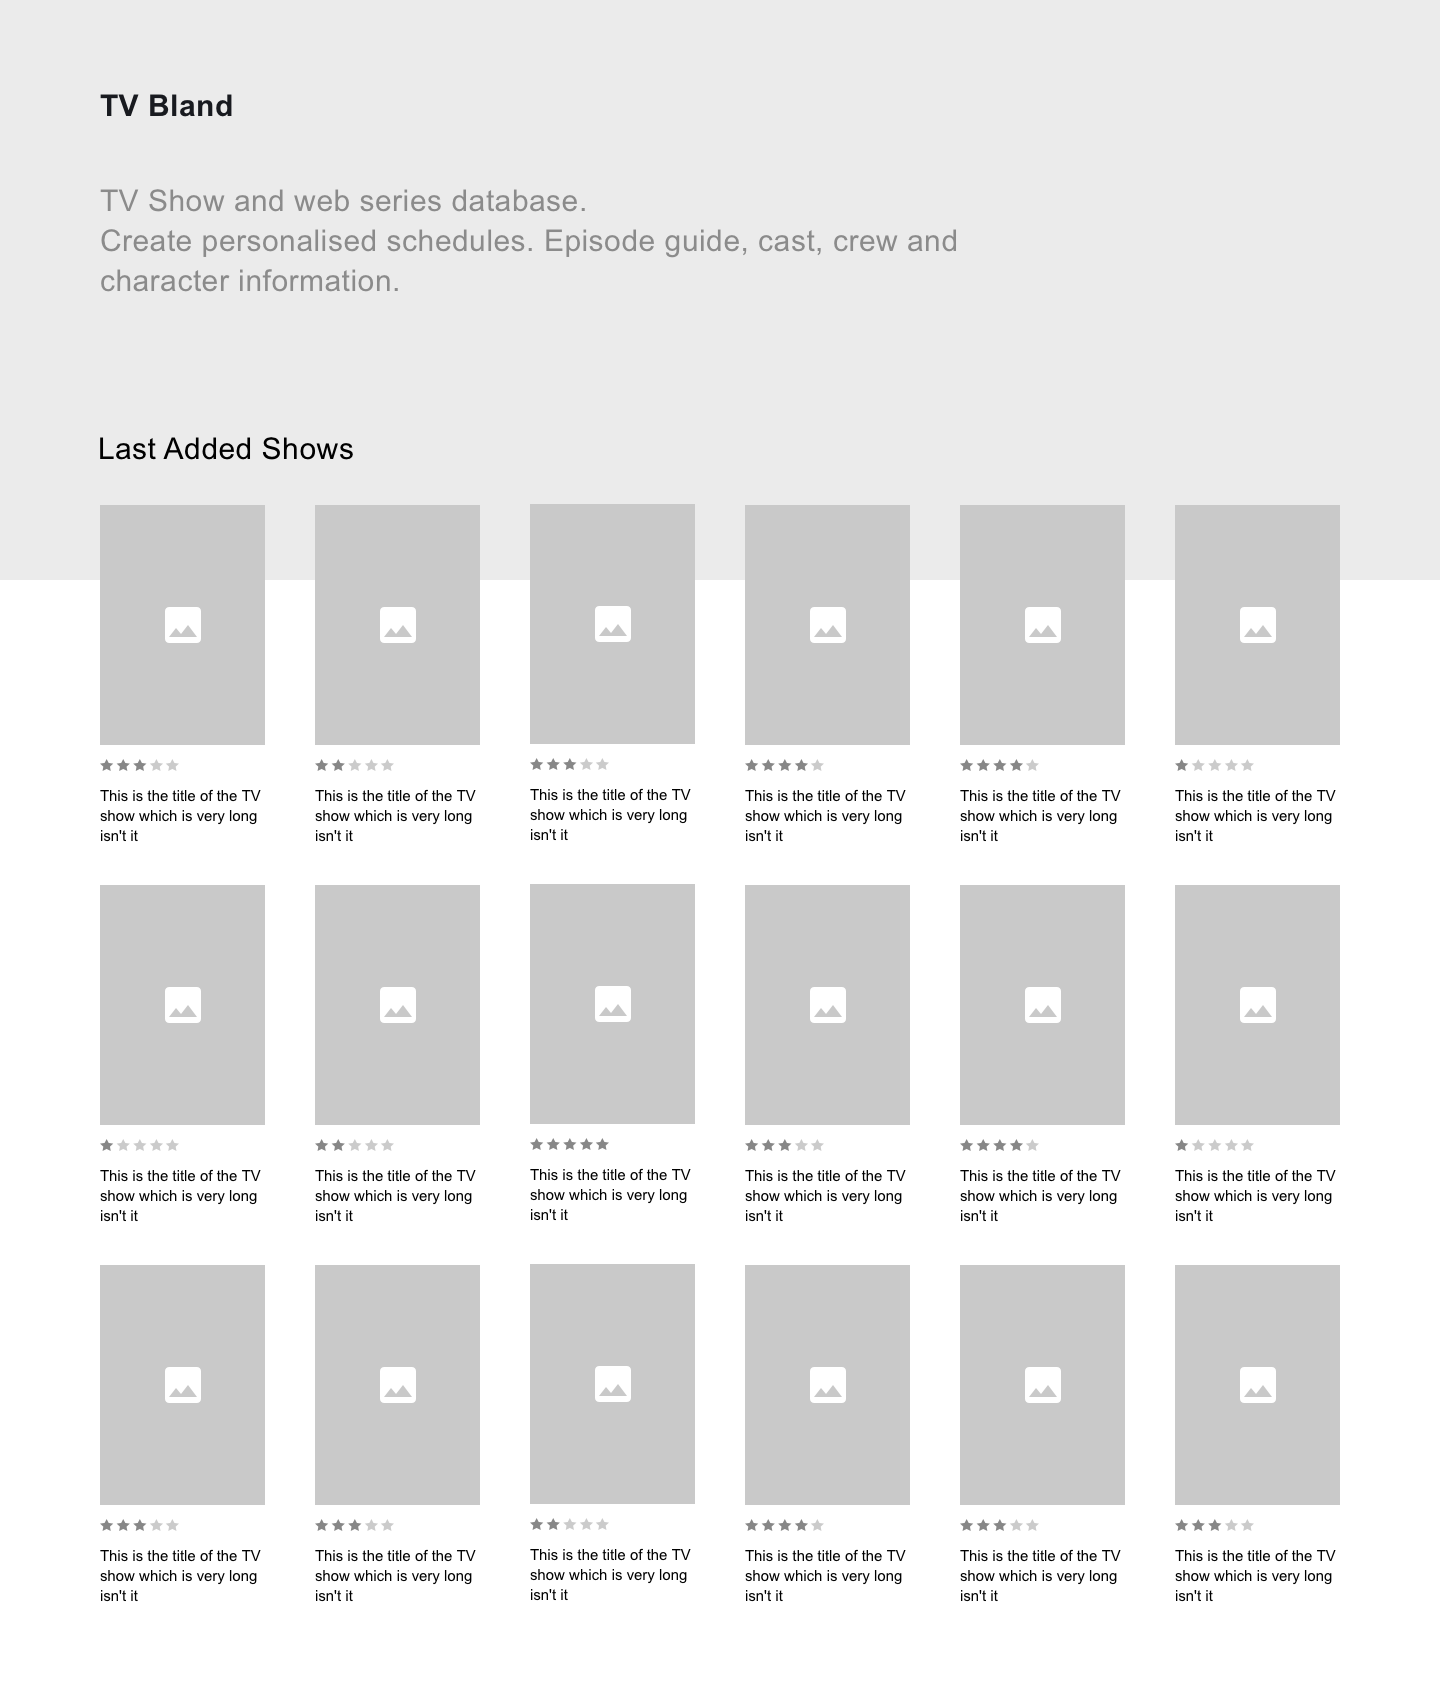 TV Bland
TV Show and web series database.
Create personalised schedules. Episode guide, cast, crew and
character information.
Last Added Shows
This is the title of the TV
show which is very long
isn't it
This is the title of the TV
show which is very long
isn't it
This is the title of the TV
show which is very long
isn't it
This is the title of the TV
show which is very long
isn't it
This is the title of the TV
show which is very long
isn't it
This is the title of the TV
show which is very long
isn't it
This is the title of the TV
show which is very long
isn't it
This is the title of the TV
show which is very long
isn't it
This is the title of the TV
show which is very long
isn't it
This is the title of the TV
show which is very long
isn't it
This is the title of the TV
show which is very long
isn't it
This is the title of the TV
show which is very long
isn't it
This is the title of the TV
show which is very long
isn't it
This is the title of the TV
show which is very long
isn't it
This is the title of the TV
show which is very long
isn't it
This is the title of the TV
show which is very long
isn't it
This is the title of the TV
show which is very long
isn't it
This is the title of the TV
show which is very long
isn't it